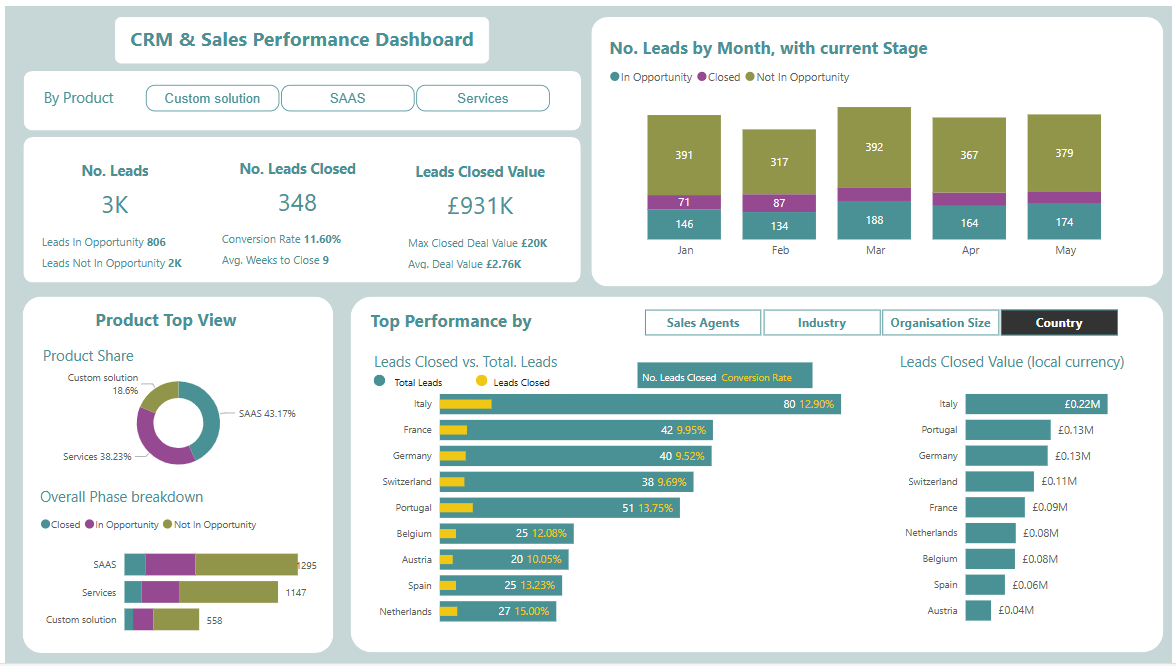 CRM & Sales Performance Dashboard
By Product
Custom solution
SAAS
Services
No. Leads
3K
Leads In Opportunity 806
Leads Not In Opportunity 2K
No. Leads Closed
348
Conversion Rate 11.60%
Avg. Weeks to Close 9
Leads Closed Value
£931K
Max Closed Deal Value £20K
Avg. Deal Value £2.76K
No. Leads by Month, with current Stage
In Opportunity Closed Not In Opportunity
391 317 392 367 379
71 87
146 134 188 164 174
Jan Feb Mar Apr May
Product Top View
Product Share
Custom solution
18.6%
SAAS 43.17%
Services 38.23%
Overall Phase breakdown
Closed In Opportunity Not In Opportunity
SAAS 1295
Services 1147
Custom solution 558
Top Performance by
Sales Agents
Industry
Organisation Size
Country
Leads Closed vs. Total. Leads
Total Leads Leads Closed
No. Leads Closed Conversion Rate
Italy 80 12.90%
France 42 9.95%
Germany 40 9.52%
Switzerland 38 9.69%
Portugal 51 13.75%
Belgium 25 12.08%
Austria 20 10.05%
Spain 25 13.23%
Netherlands 27 15.00%
Leads Closed Value (local currency)
Italy £0.22M
Portugal £0.13M
Germany £0.13M
Switzerland £0.11M
France £0.09M
Netherlands £0.08M
Belgium £0.08M
Spain £0.06M
Austria £0.04M